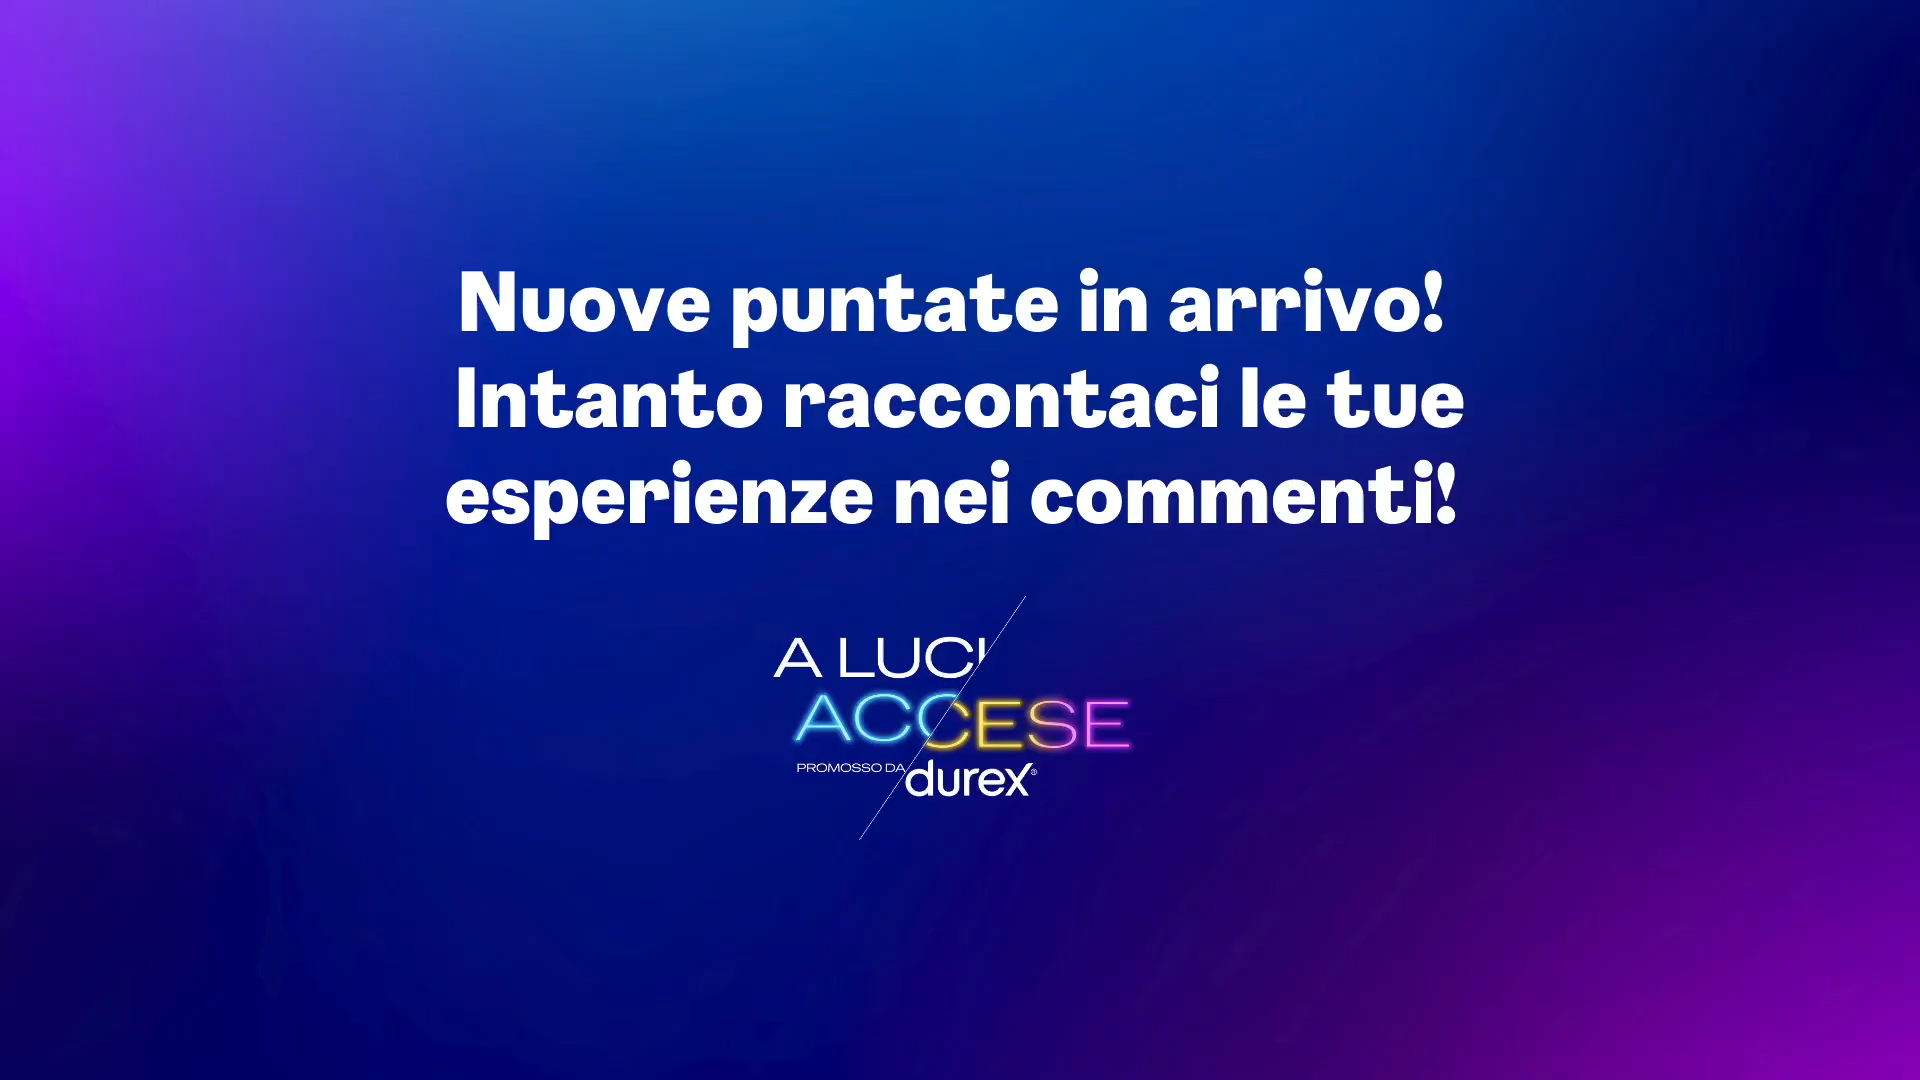 Nuove puntate in arrivo!
Intanto raccontaci le tue
esperienze nei commenti!
A LUCI
ACCESE
PROMOSSO DA durex®